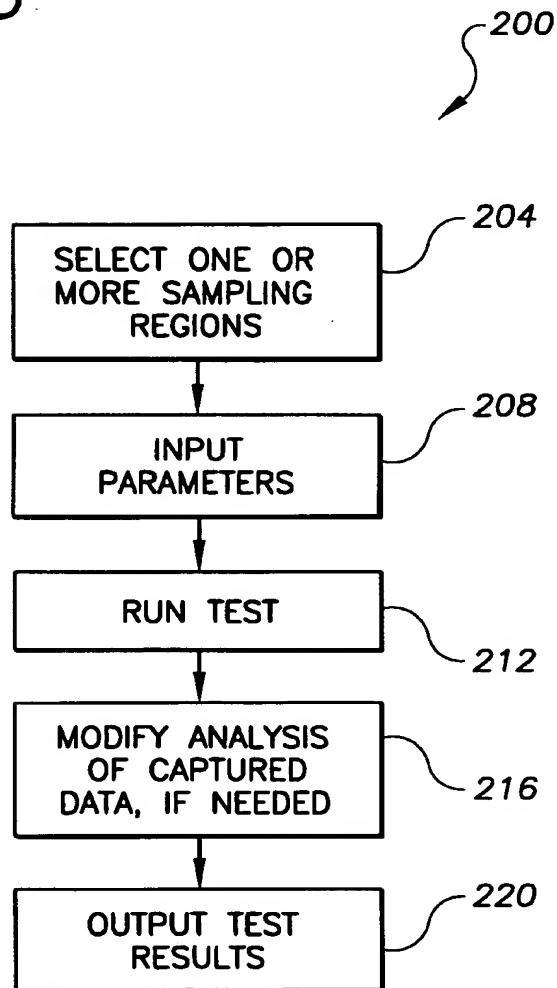 200
204
SELECT ONE OR
MORE SAMPLING
REGIONS
208
INPUT
PARAMETERS
RUN TEST
212
MODIFY ANALYSIS
OF CAPTURED
DATA, IF NEEDED
216
220
OUTPUT TEST
RESULTS